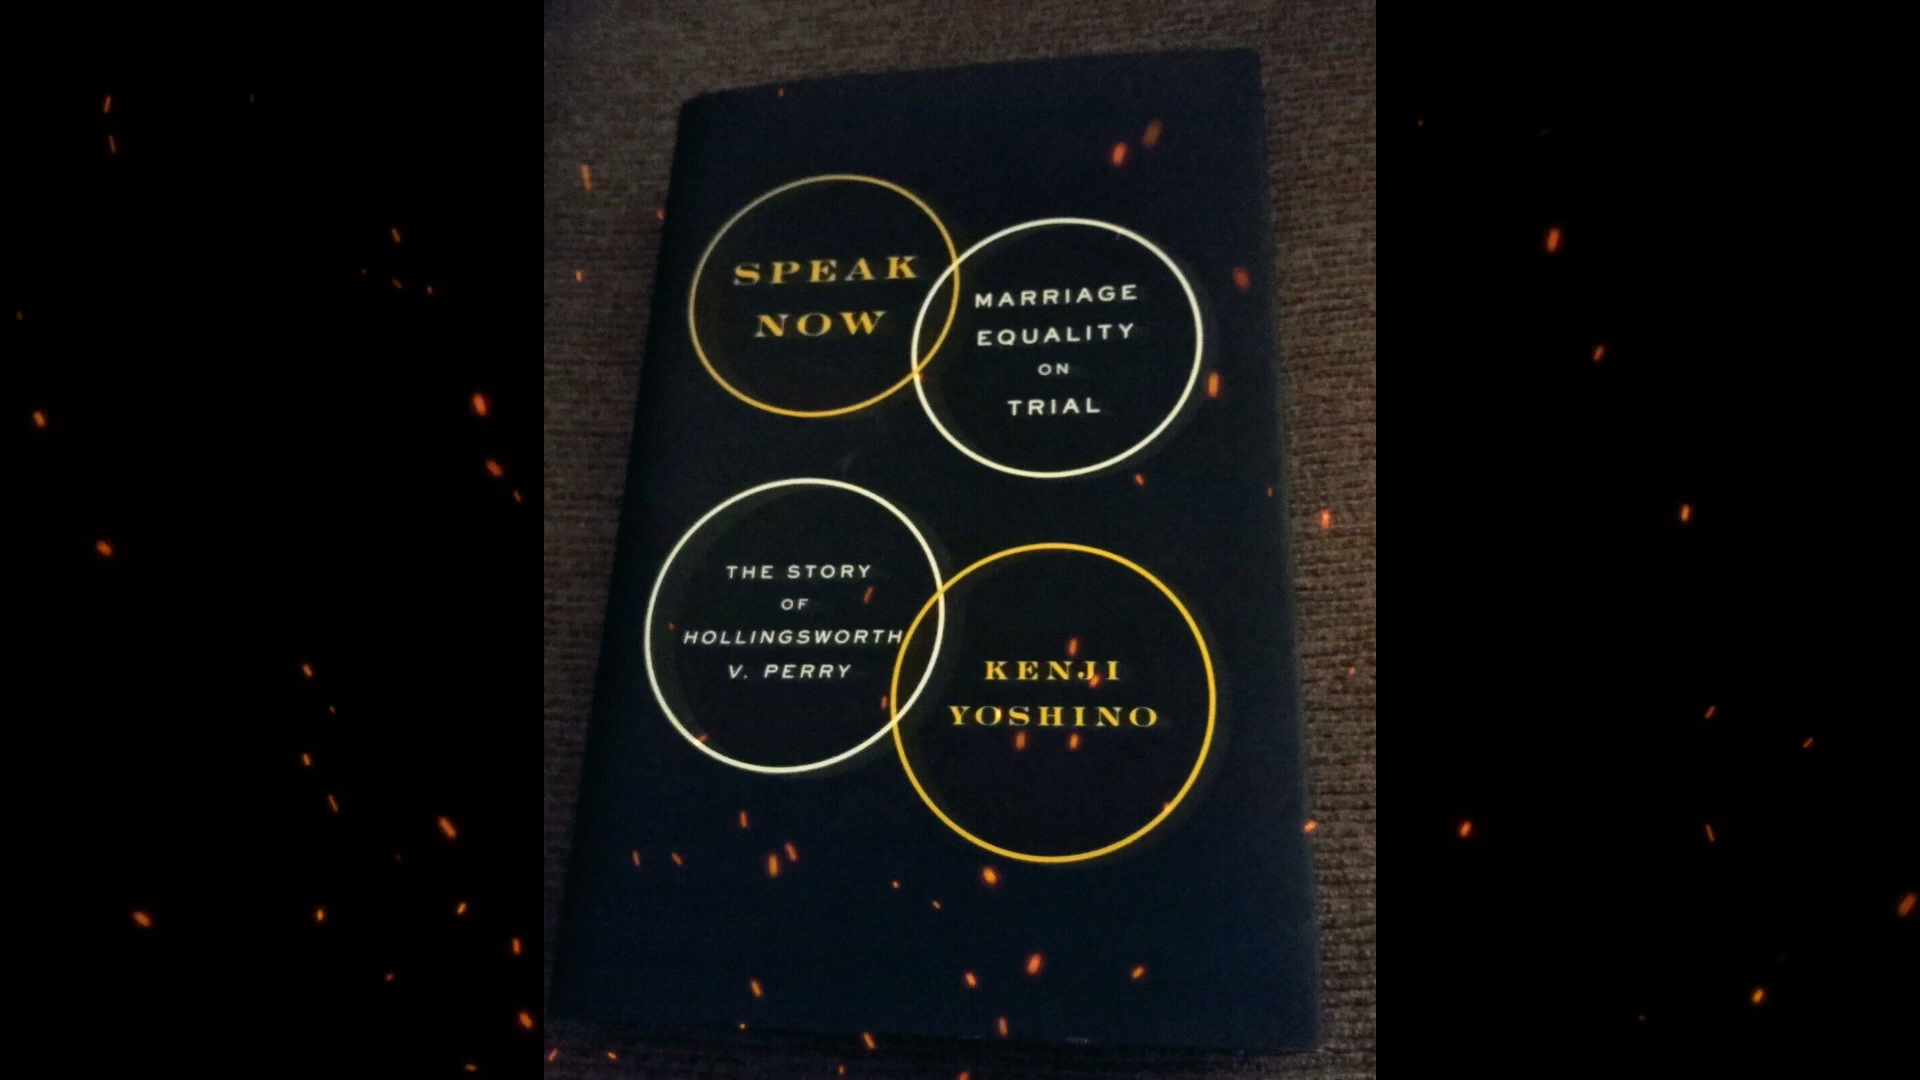 SPEAK
NOW
MARRIAGE
EQUALITY
ON
TRIAL
THE STORY
OF
HOLLINGSWORTH
V. PERRY
KENJI
YOSHINO